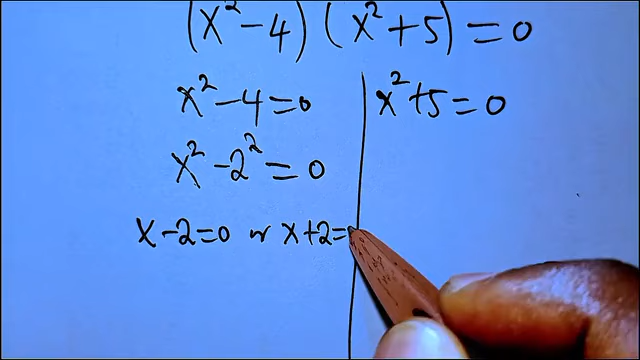 (x² - 4) (x² + 5) = 0
x² - 4 = 0
x² - 2² = 0
x - 2 = 0 or x + 2 =
x² + 5 = 0